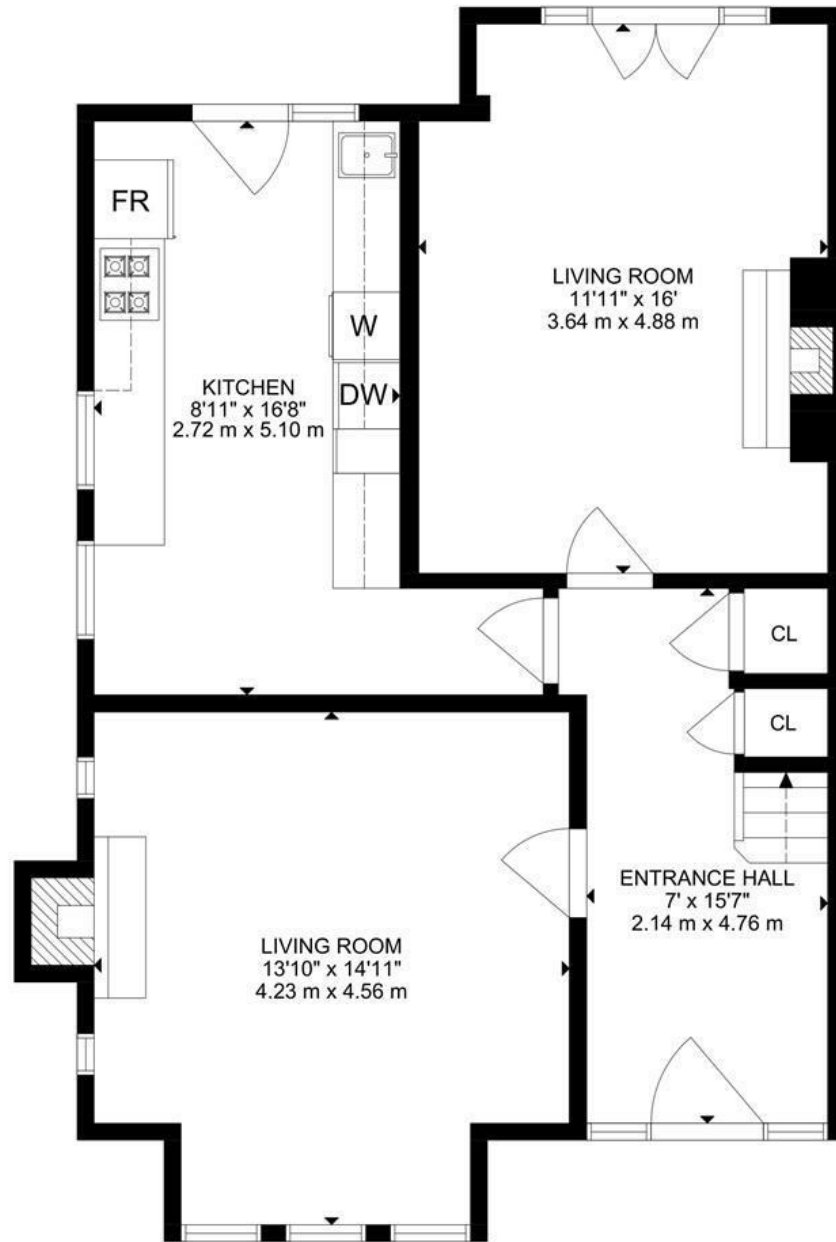 FR
W
DW
KITCHEN
8'11" x 16'8"
2.72 m x 5.10 m
LIVING ROOM
11'11" x 16'
3.64 m x 4.88 m
CL
CL
ENTRANCE HALL
7' x 15'7"
2.14 m x 4.76 m
LIVING ROOM
13'10" x 14'11"
4.23 m x 4.56 m